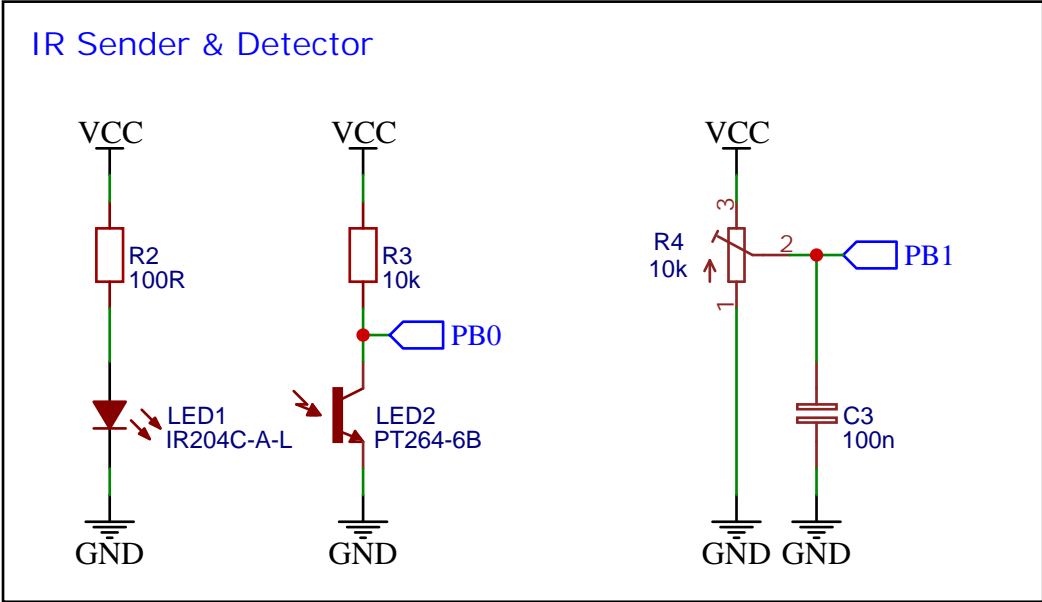 IR Sender & Detector
VCC
VCC
VCC
R2
100R
R3
10k
R4
10k
3
2
1
PB1
PB0
LED1
IR204C-A-L
LED2
PT264-6B
C3
100n
GND
GND
GND
GND